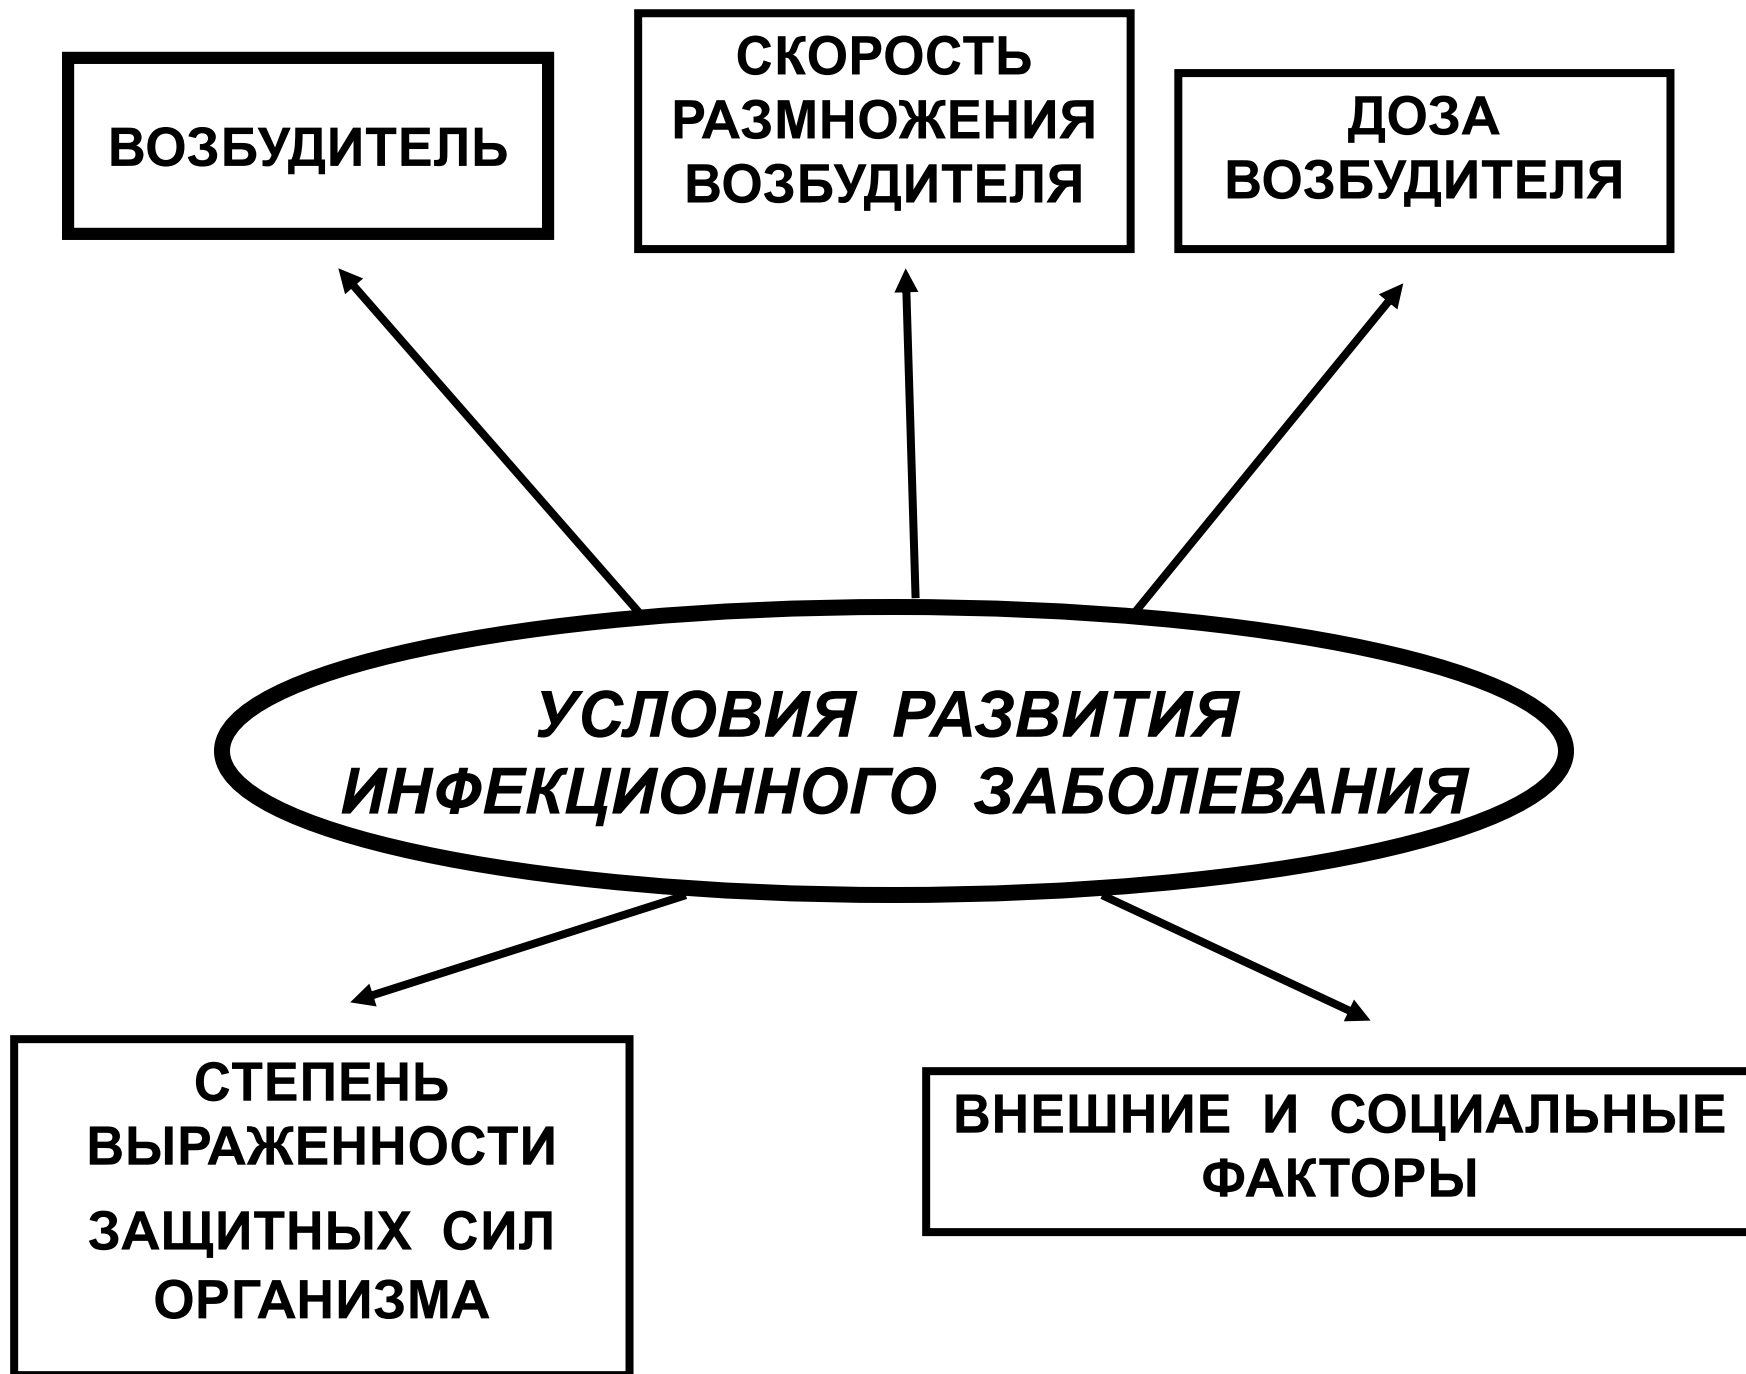 ВОЗБУДИТЕЛЬ
СКОРОСТЬ
РАЗМНОЖЕНИЯ
ВОЗБУДИТЕЛЯ
ДОЗА
ВОЗБУДИТЕЛЯ
УСЛОВИЯ РАЗВИТИЯ
ИНФЕКЦИОННОГО ЗАБОЛЕВАНИЯ
СТЕПЕНЬ
ВЫРАЖЕННОСТИ
ЗАЩИТНЫХ СИЛ
ОРГАНИЗМА
ВНЕШНИЕ И СОЦИАЛЬНЫЕ
ФАКТОРЫ